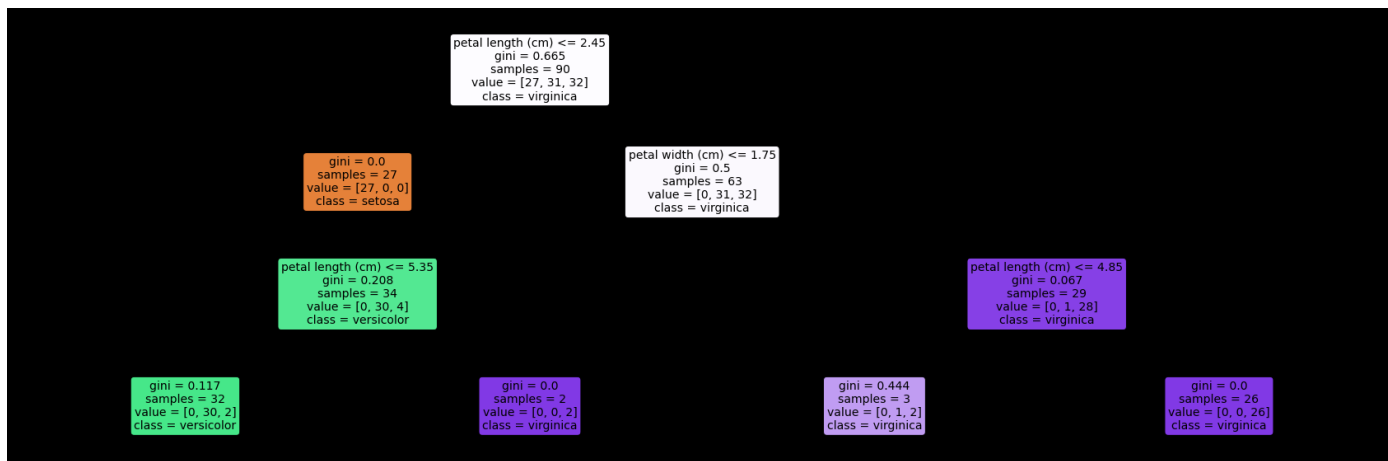 petal length (cm) <= 2.45
gini = 0.665
samples = 90
value = [27, 31, 32]
class = virginica
gini = 0.0
samples = 27
value = [27, 0, 0]
class = setosa
petal width (cm) <= 1.75
gini = 0.5
samples = 63
value = [0, 31, 32]
class = virginica
petal length (cm) <= 5.35
gini = 0.208
samples = 34
value = [0, 30, 4]
class = versicolor
petal length (cm) <= 4.85
gini = 0.067
samples = 29
value = [0, 1, 28]
class = virginica
gini = 0.117
samples = 32
value = [0, 30, 2]
class = versicolor
gini = 0.0
samples = 2
value = [0, 0, 2]
class = virginica
gini = 0.444
samples = 3
value = [0, 1, 2]
class = virginica
gini = 0.0
samples = 26
value = [0, 0, 26]
class = virginica